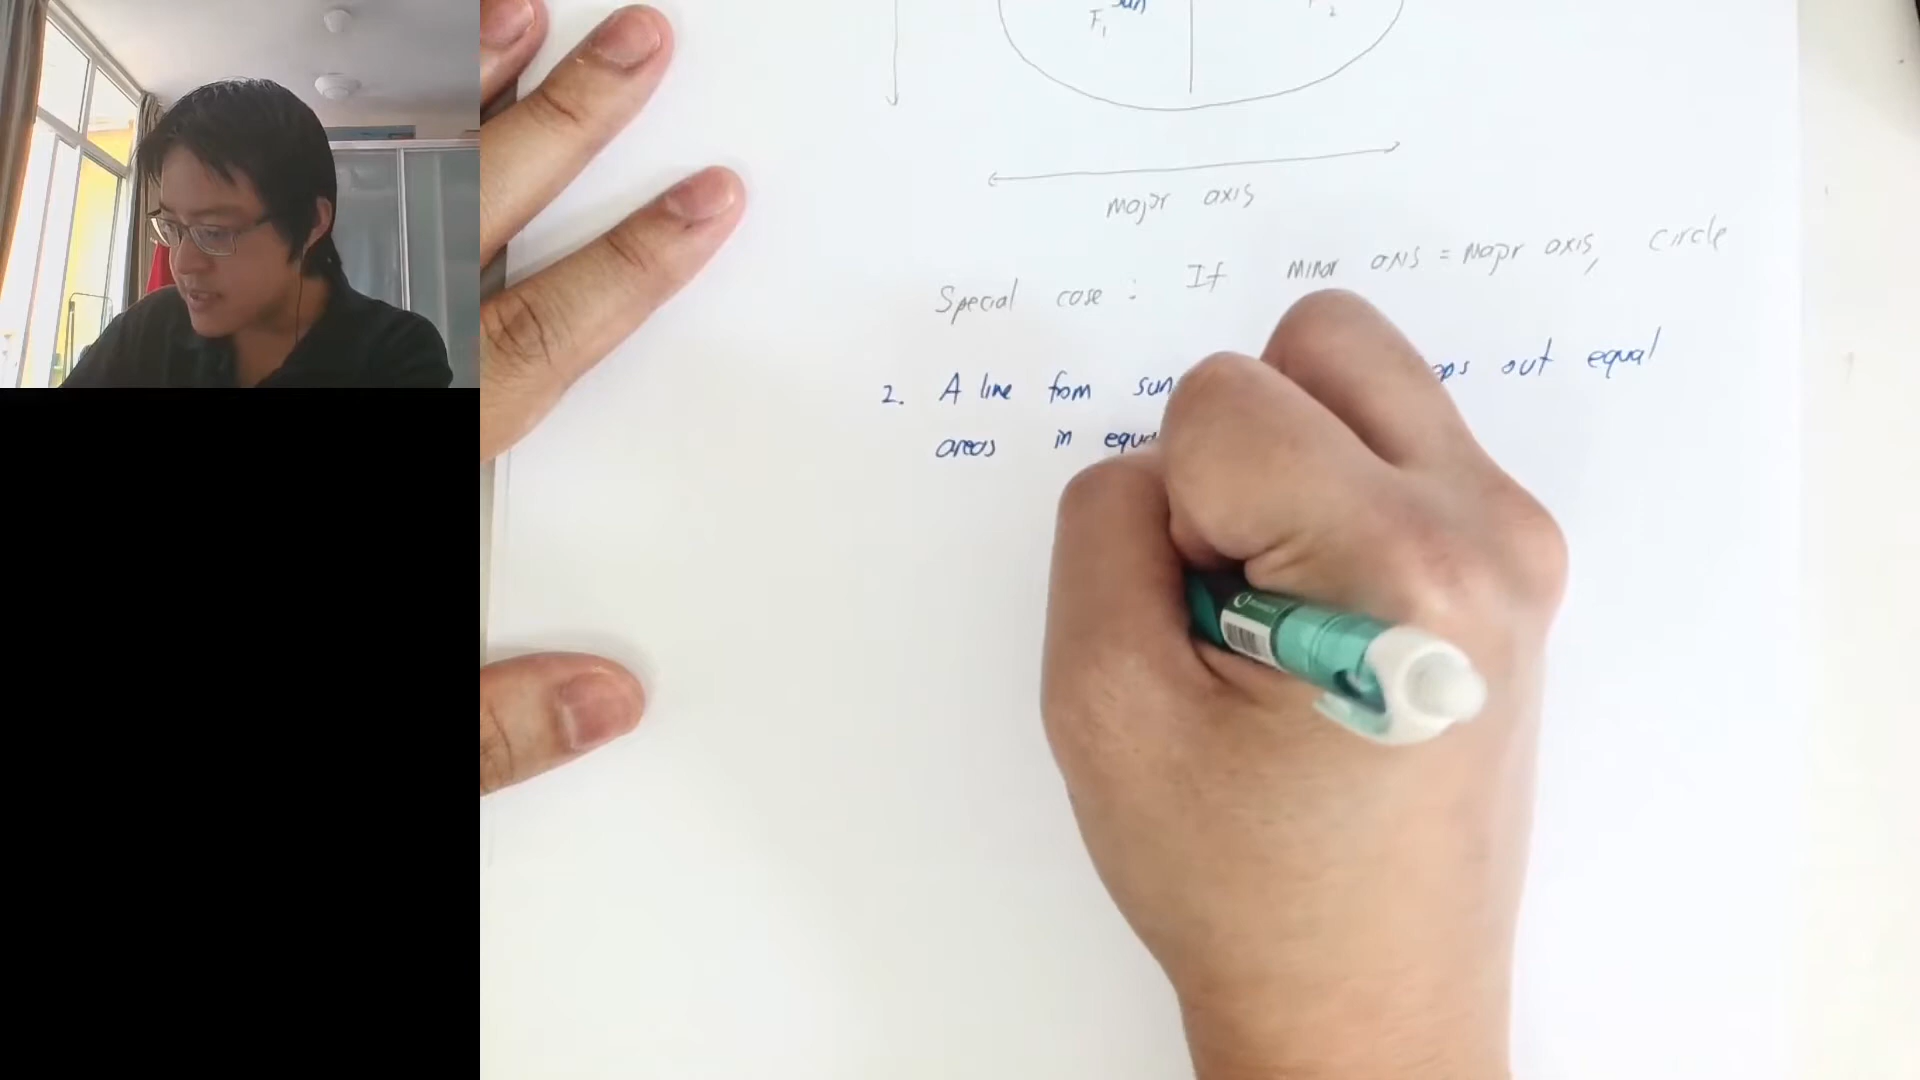 F1 sun F2
major axis
Special case : If minor axis = major axis, circle
2. A line from sun out equal
areas in